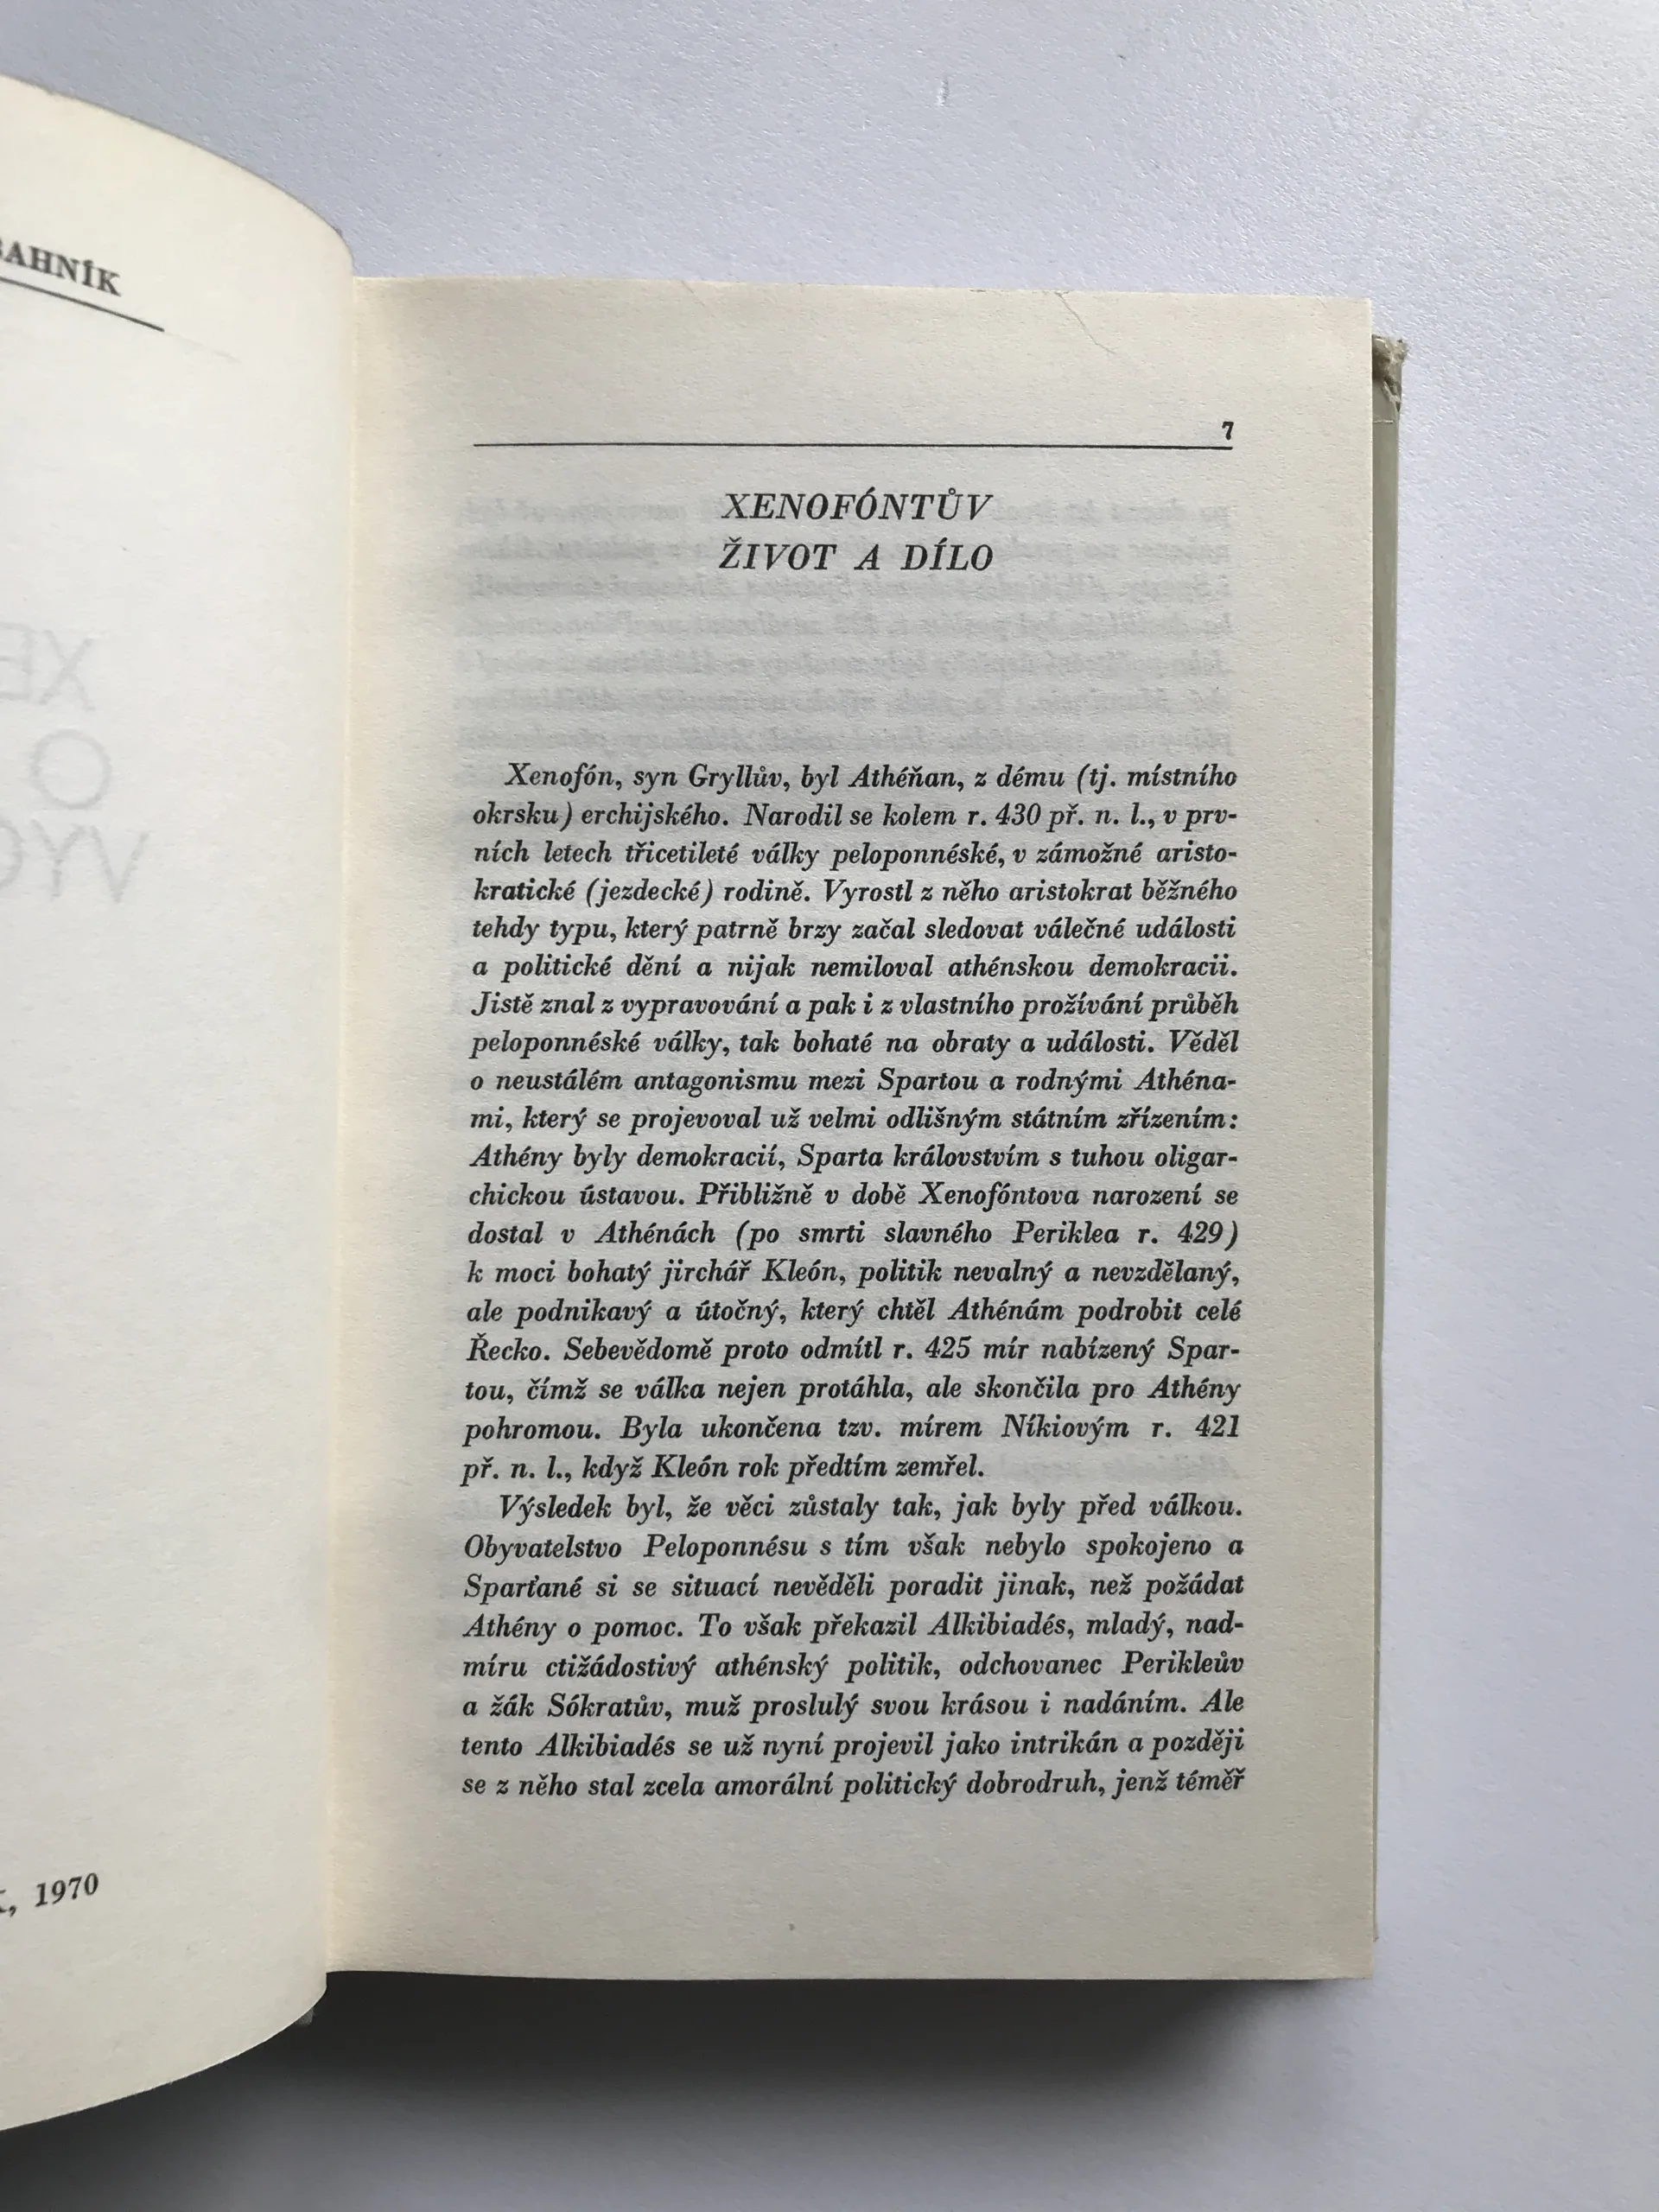 BAHNÍK
, 1970
7
XENOFÓNTŮV
ŽIVOT A DÍLO
Xenofón, syn Gryllův, byl Athéňan, z dému (tj. místního
okrsku) erchijského. Narodil se kolem r. 430 př. n. l., v prv-
ních letech třicetileté války peloponnéské, v zámožné aristo-
kratické (jezdecké) rodině. Vyrostl z něho aristokrat běžného
tehdy typu, který patrně brzy začal sledovat válečné události
a politické dění a nijak nemiloval athénskou demokracii.
Jistě znal z vypravování a pak i z vlastního prožívání průběh
peloponnéské války, tak bohaté na obraty a události. Věděl
o neustálém antagonismu mezi Spartou a rodnými Athéna-
mi, který se projevoval už velmi odlišným státním zřízením:
Athény byly demokracií, Sparta královstvím s tuhou oligar-
chickou ústavou. Přibližně v době Xenofóntova narození se
dostal v Athénách (po smrti slavného Periklea r. 429)
k moci bohatý jirchář Kleón, politik nevalný a nevzdělaný,
ale podnikavý a útočný, který chtěl Athénám podrobit celé
Řecko. Sebevědomě proto odmítl r. 425 mír nabízený Spar-
tou, čímž se válka nejen protáhla, ale skončila pro Athény
pohromou. Byla ukončena tzv. mírem Níkiovým r. 421
př. n. l., když Kleón rok předtím zemřel.
Výsledek byl, že věci zůstaly tak, jak byly před válkou.
Obyvatelstvo Peloponnésu s tím však nebylo spokojeno a
Sparťané si se situací nevěděli poradit jinak, než požádat
Athény o pomoc. To však překazil Alkibiadés, mladý, nad-
míru ctižádostivý athénský politik, odchovanec Perikleův
a žák Sókratův, muž proslulý svou krásou i nadáním. Ale
tento Alkibiadés se už nyní projevil jako intrikán a později
se z něho stal zcela amorální politický dobrodruh, jenž téměř